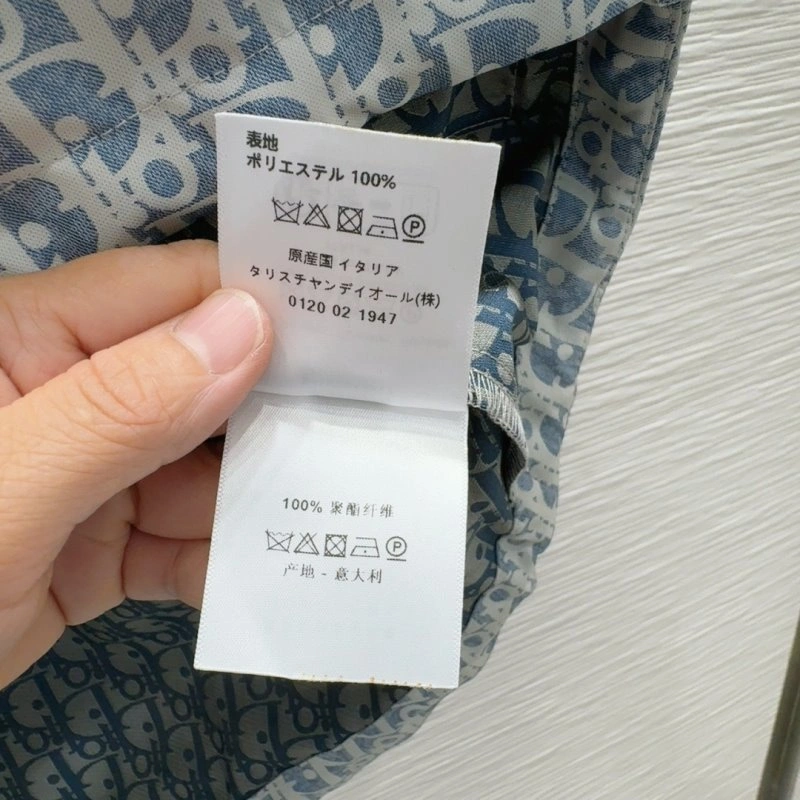 表地
ポリエステル 100%
P
原産国 イタリア
タリスチャンディオール(株)
0120 02 1947
100% 聚酯纤维
P
产地 - 意大利